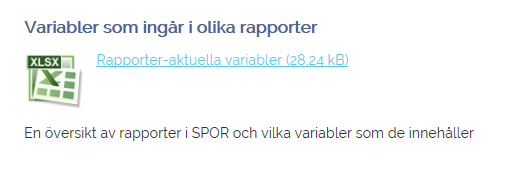 Variabler som ingår i olika rapporter
XLSX
Rapporter-aktuella variabler (28,24 kB)
En översikt av rapporter i SPOR och vilka variabler som de innehåller